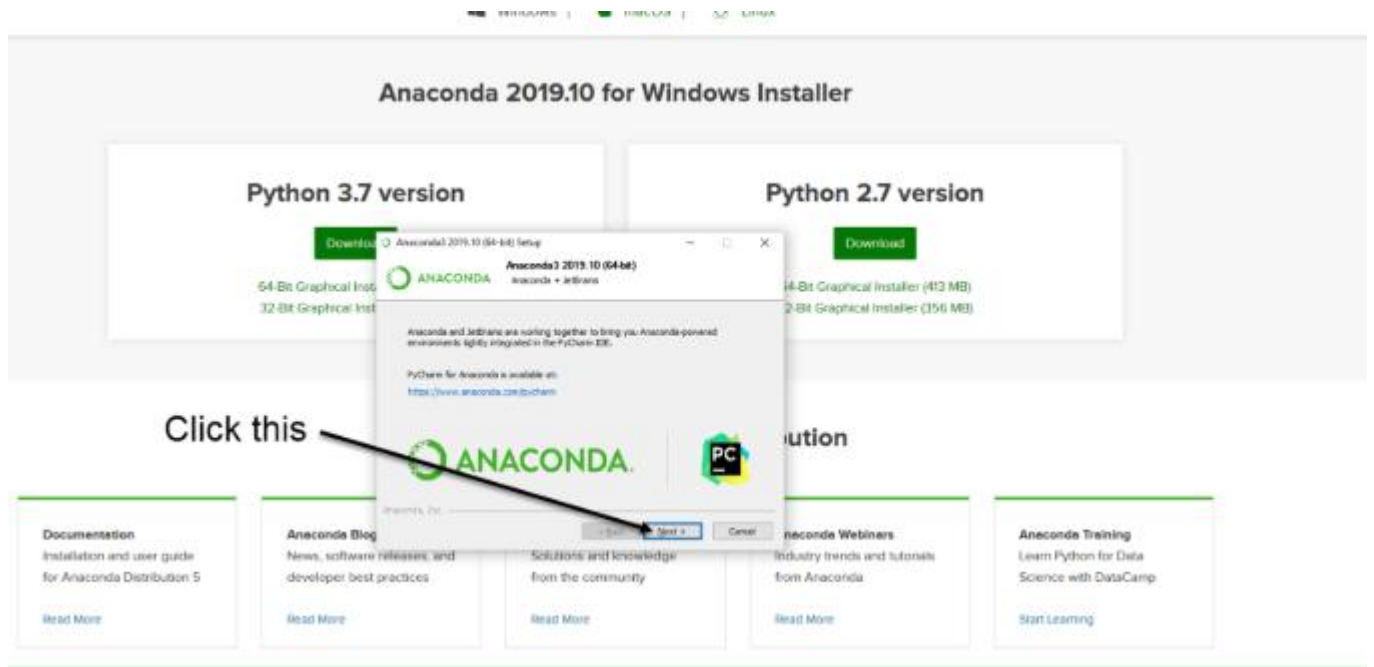 Windows | macOS | Linux
Anaconda 2019.10 for Windows Installer
Python 3.7 version
Download
64-Bit Graphical Inst
32-Bit Graphical Inst
Python 2.7 version
Download
64-Bit Graphical Installer (413 MB)
32-Bit Graphical Installer (356 MB)
Anaconda3 2019.10 (64-bit) Setup
ANACONDA
Anaconda3 2019.10 (64-bit)
Anaconda + JetBrains
Anaconda and JetBrains are working together to bring you Anaconda-powered
environments tightly integrated in the PyCharm IDE.
PyCharm for Anaconda is available at:
https://www.anaconda.com/pycharm
Click this
ANACONDA.
PC
ution
Anaconda, Inc.
< Back
Next >
Cancel
Documentation
Installation and user guide
for Anaconda Distribution 5
Read More
Anaconda Blog
News, software releases, and
developer best practices
Read More
Solutions and knowledge
from the community
Read More
Anaconda Webinars
Industry trends and tutorials
from Anaconda
Read More
Anaconda Training
Learn Python for Data
Science with DataCamp
Start Learning